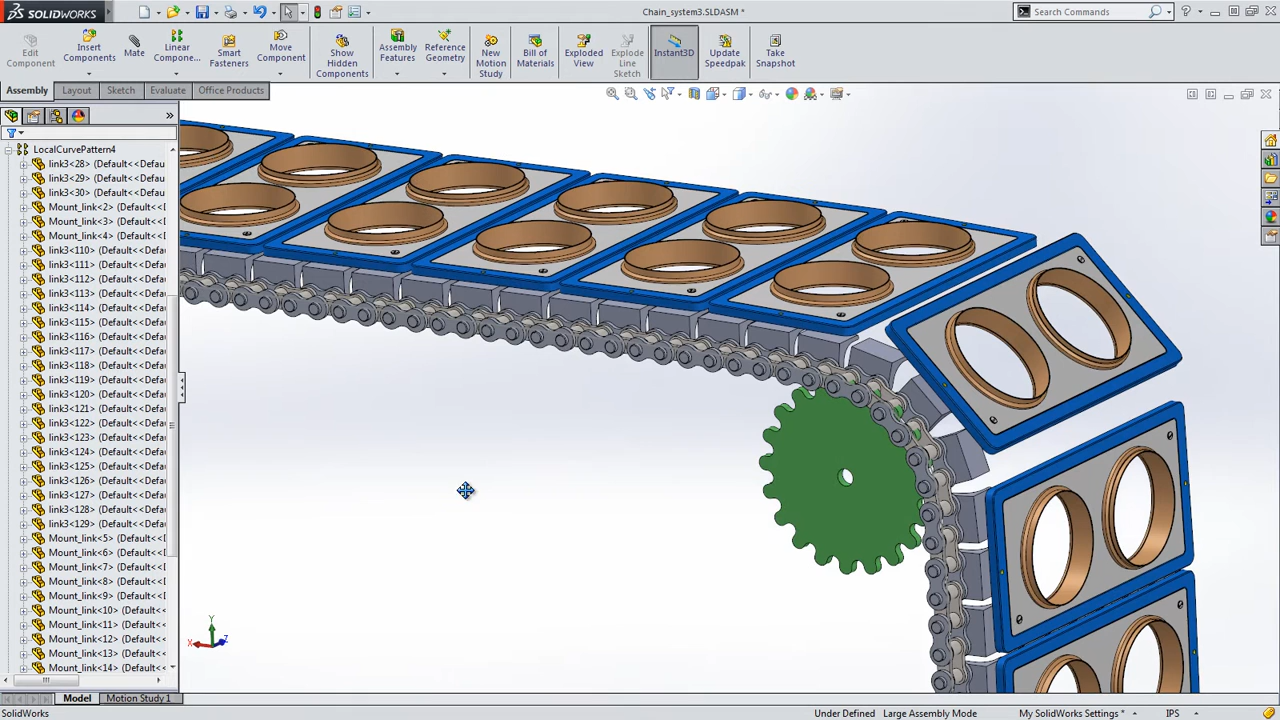 SOLIDWORKS
Chain_system3.SLDASM *
Search Commands
Edit Component
Insert Components
Mate
Linear Compone...
Smart Fasteners
Move Component
Show Hidden Components
Assembly Features
Reference Geometry
New Motion Study
Bill of Materials
Exploded View
Explode Line Sketch
Instant3D
Update Speedpak
Take Snapshot
Assembly
Layout
Sketch
Evaluate
Office Products
LocalCurvePattern4
link3<28> (Default<<Defau
link3<29> (Default<<Defau
link3<30> (Default<<Defau
Mount_link<2> (Default<<D
Mount_link<3> (Default<<D
Mount_link<4> (Default<<D
link3<110> (Default<<Defa
link3<111> (Default<<Defa
link3<112> (Default<<Defa
link3<113> (Default<<Defa
link3<114> (Default<<Defa
link3<115> (Default<<Defa
link3<116> (Default<<Defa
link3<117> (Default<<Defa
link3<118> (Default<<Defa
link3<119> (Default<<Defa
link3<120> (Default<<Defa
link3<121> (Default<<Defa
link3<122> (Default<<Defa
link3<123> (Default<<Defa
link3<124> (Default<<Defa
link3<125> (Default<<Defa
link3<126> (Default<<Defa
link3<127> (Default<<Defa
link3<128> (Default<<Defa
link3<129> (Default<<Defa
Mount_link<5> (Default<<D
Mount_link<6> (Default<<D
Mount_link<7> (Default<<D
Mount_link<8> (Default<<D
Mount_link<9> (Default<<D
Mount_link<10> (Default<<
Mount_link<11> (Default<<
Mount_link<12> (Default<<
Mount_link<13> (Default<<
Mount_link<14> (Default<<
Y
X
Z
Model
Motion Study 1
SolidWorks
Under Defined
Large Assembly Mode
My SolidWorks Settings *
IPS